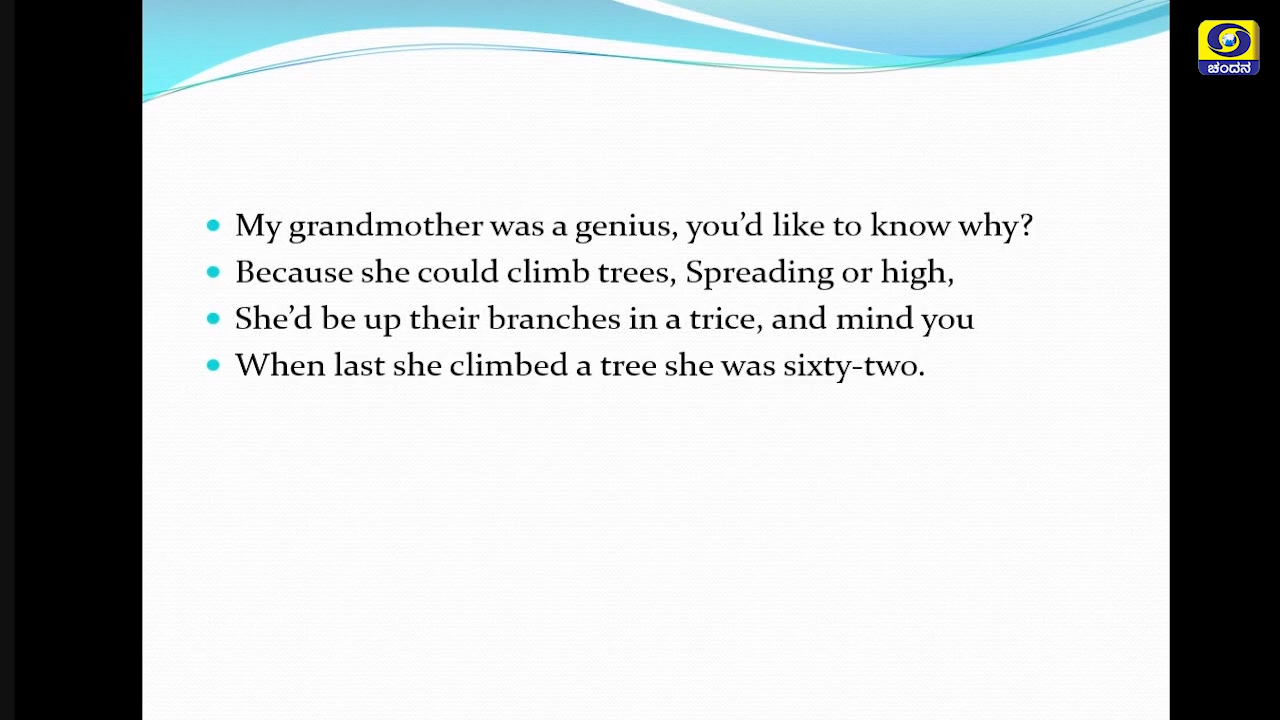 ಚಂದನ
My grandmother was a genius, you’d like to know why?
Because she could climb trees, Spreading or high,
She’d be up their branches in a trice, and mind you
When last she climbed a tree she was sixty-two.